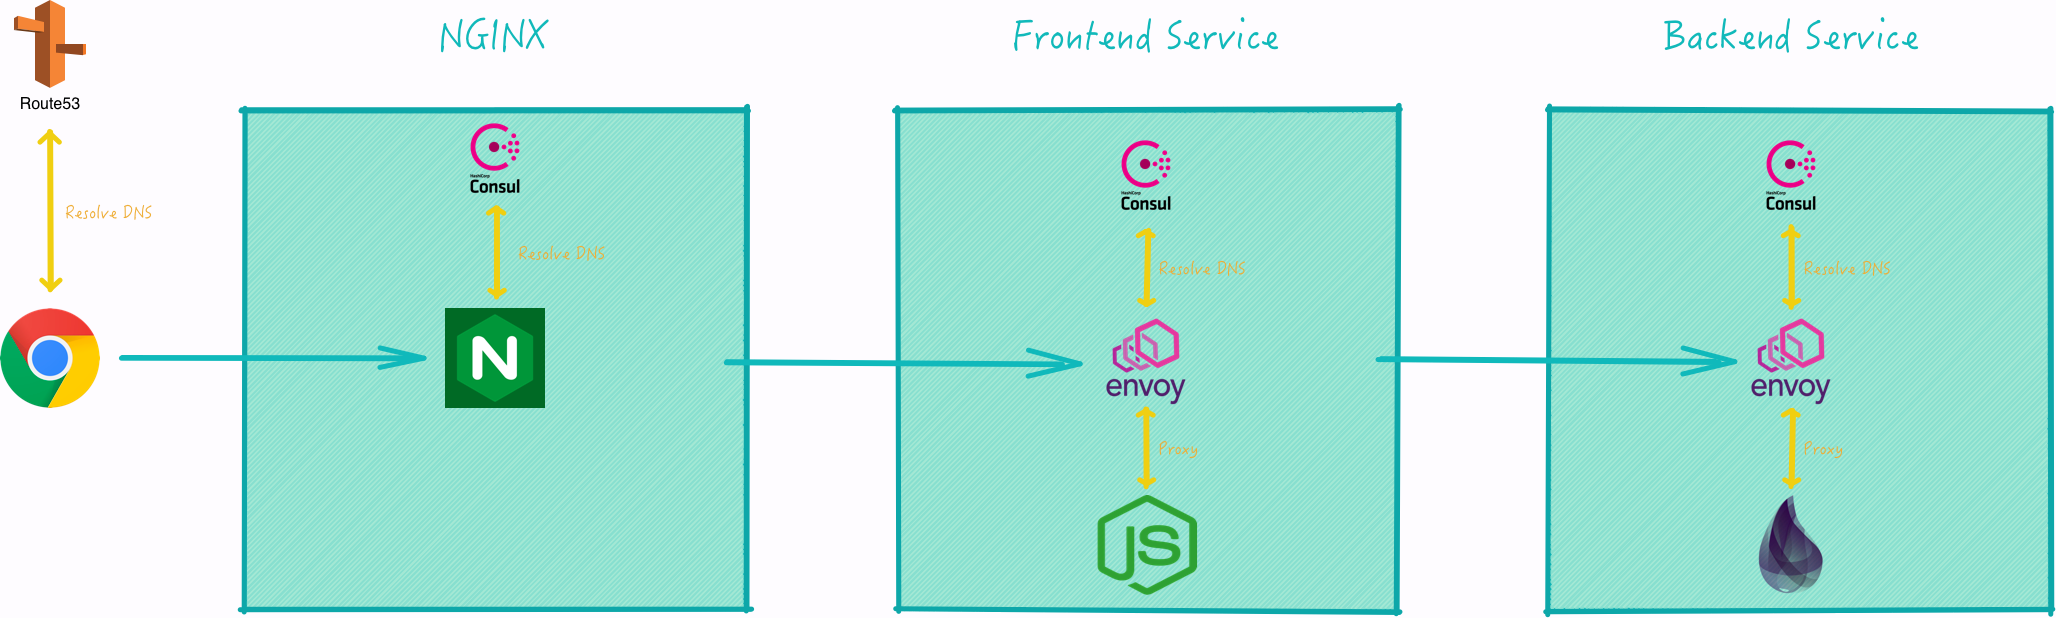 NGINX
Frontend Service
Backend Service
Route53
Resolve DNS
HashiCorp
Consul
Resolve DNS
N
HashiCorp
Consul
Resolve DNS
envoy
Proxy
JS
HashiCorp
Consul
Resolve DNS
envoy
Proxy